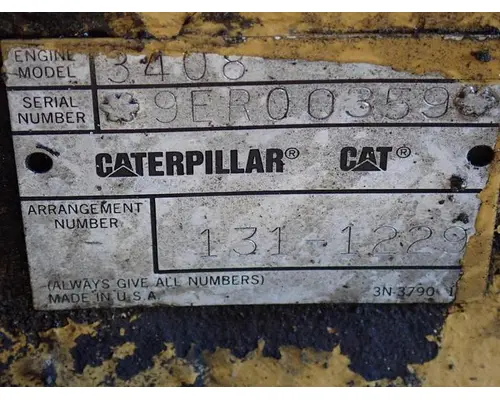 ENGINE MODEL 3408
SERIAL NUMBER 9ER00359
CATERPILLAR® CAT®
ARRANGEMENT NUMBER 131-1229
(ALWAYS GIVE ALL NUMBERS)
MADE IN U.S.A. 3N-3790 1